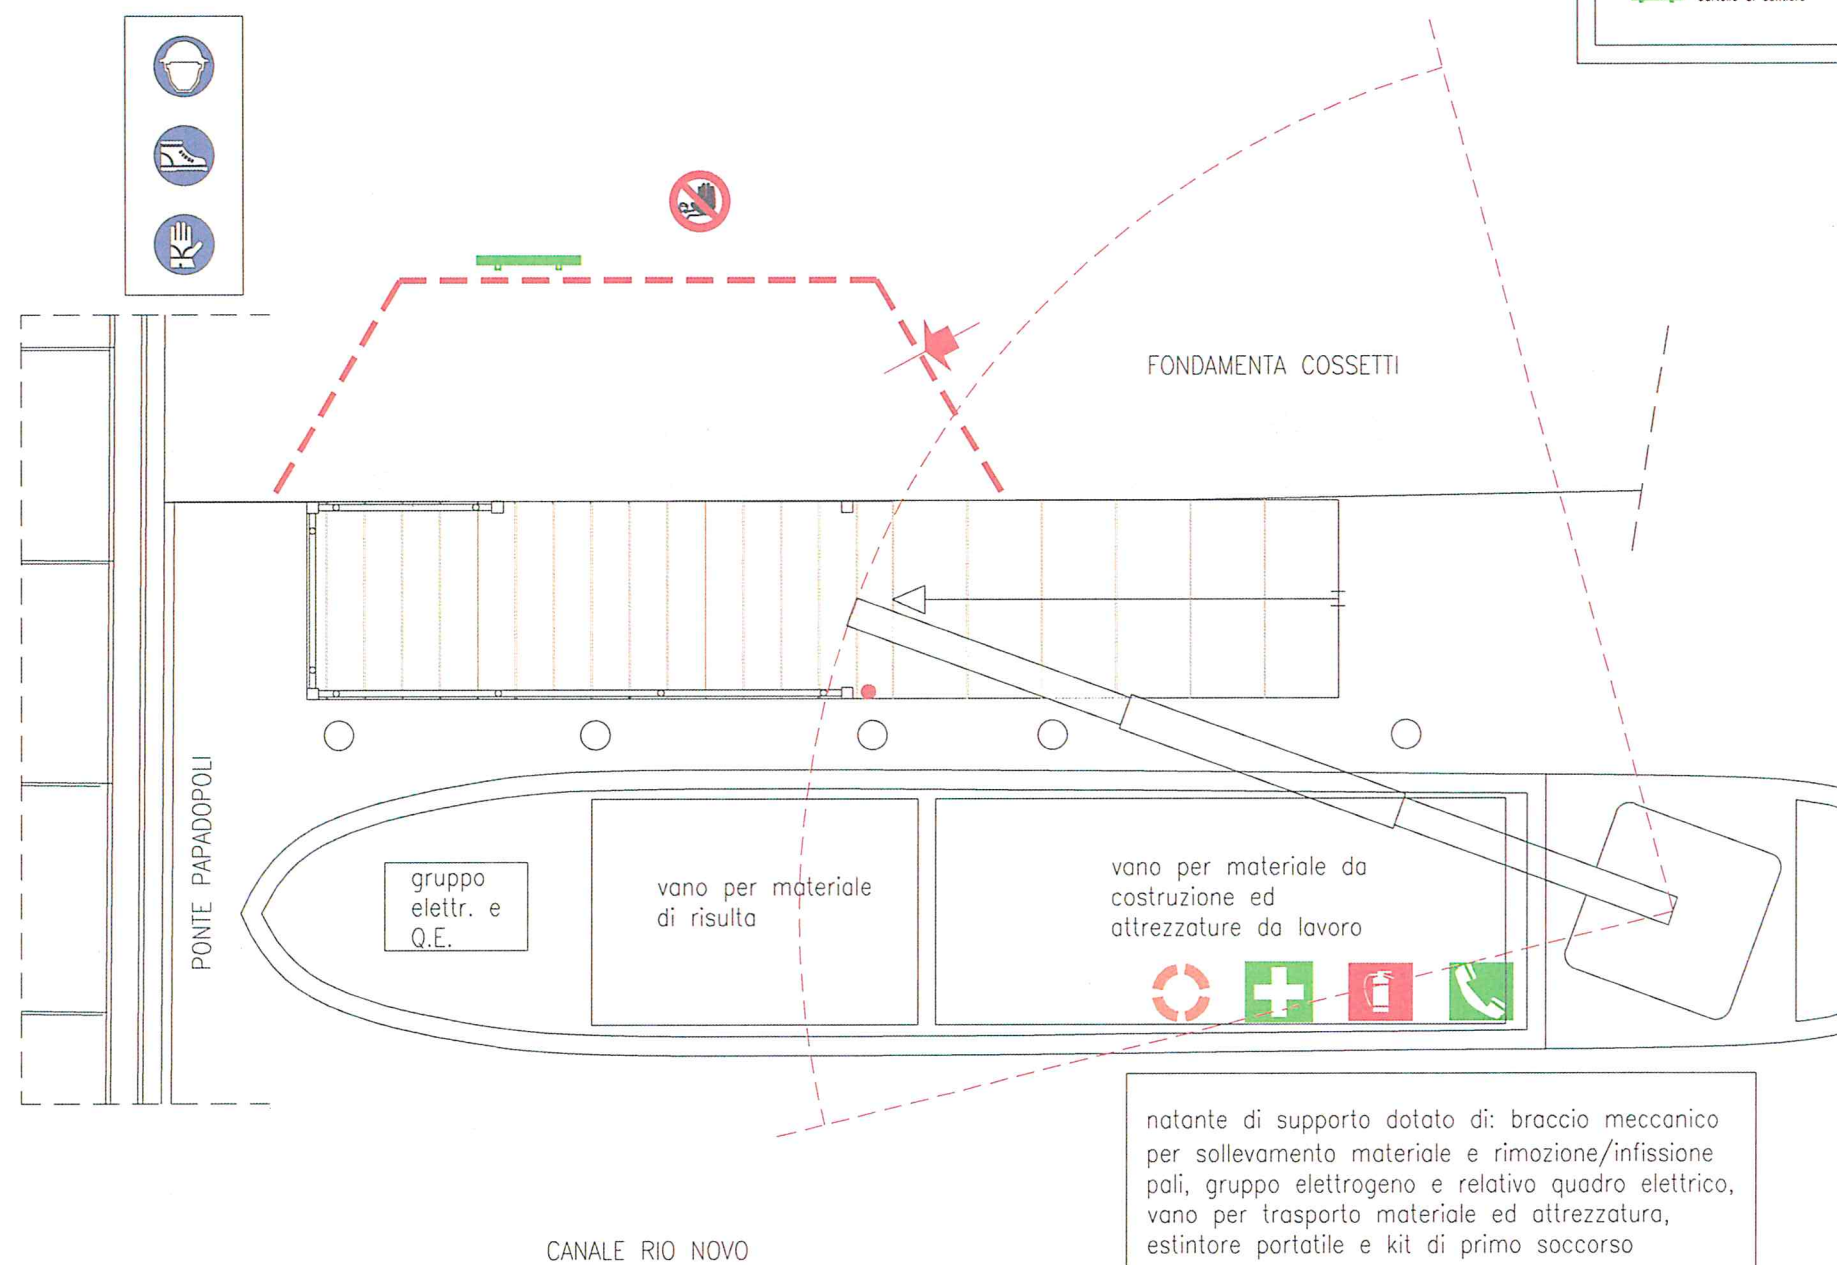 FONDAMENTA COSSETTI
PONTE PAPADOPOLI
gruppo
elettr. e
Q.E.
vano per materiale
di risulta
vano per materiale da
costruzione ed
attrezzature da lavoro
natante di supporto dotato di: braccio meccanico
per sollevamento materiale e rimozione/infissione
pali, gruppo elettrogeno e relativo quadro elettrico,
vano per trasporto materiale ed attrezzatura,
estintore portatile e kit di primo soccorso
CANALE RIO NOVO